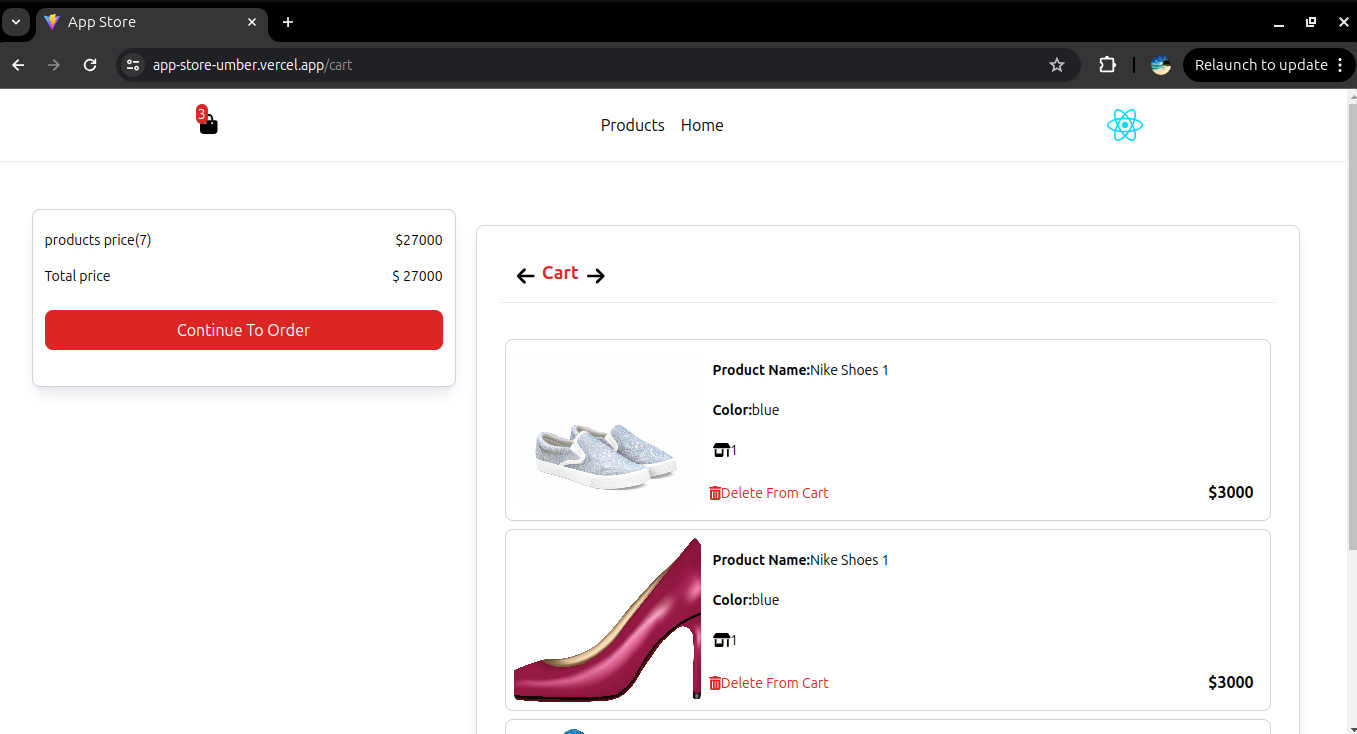 App Store
app-store-umber.vercel.app/cart
Relaunch to update
3
Products Home
products price(7) $27000
Total price $ 27000
Continue To Order
Cart
Product Name:Nike Shoes 1
Color:blue
1
Delete From Cart $3000
Product Name:Nike Shoes 1
Color:blue
1
Delete From Cart $3000